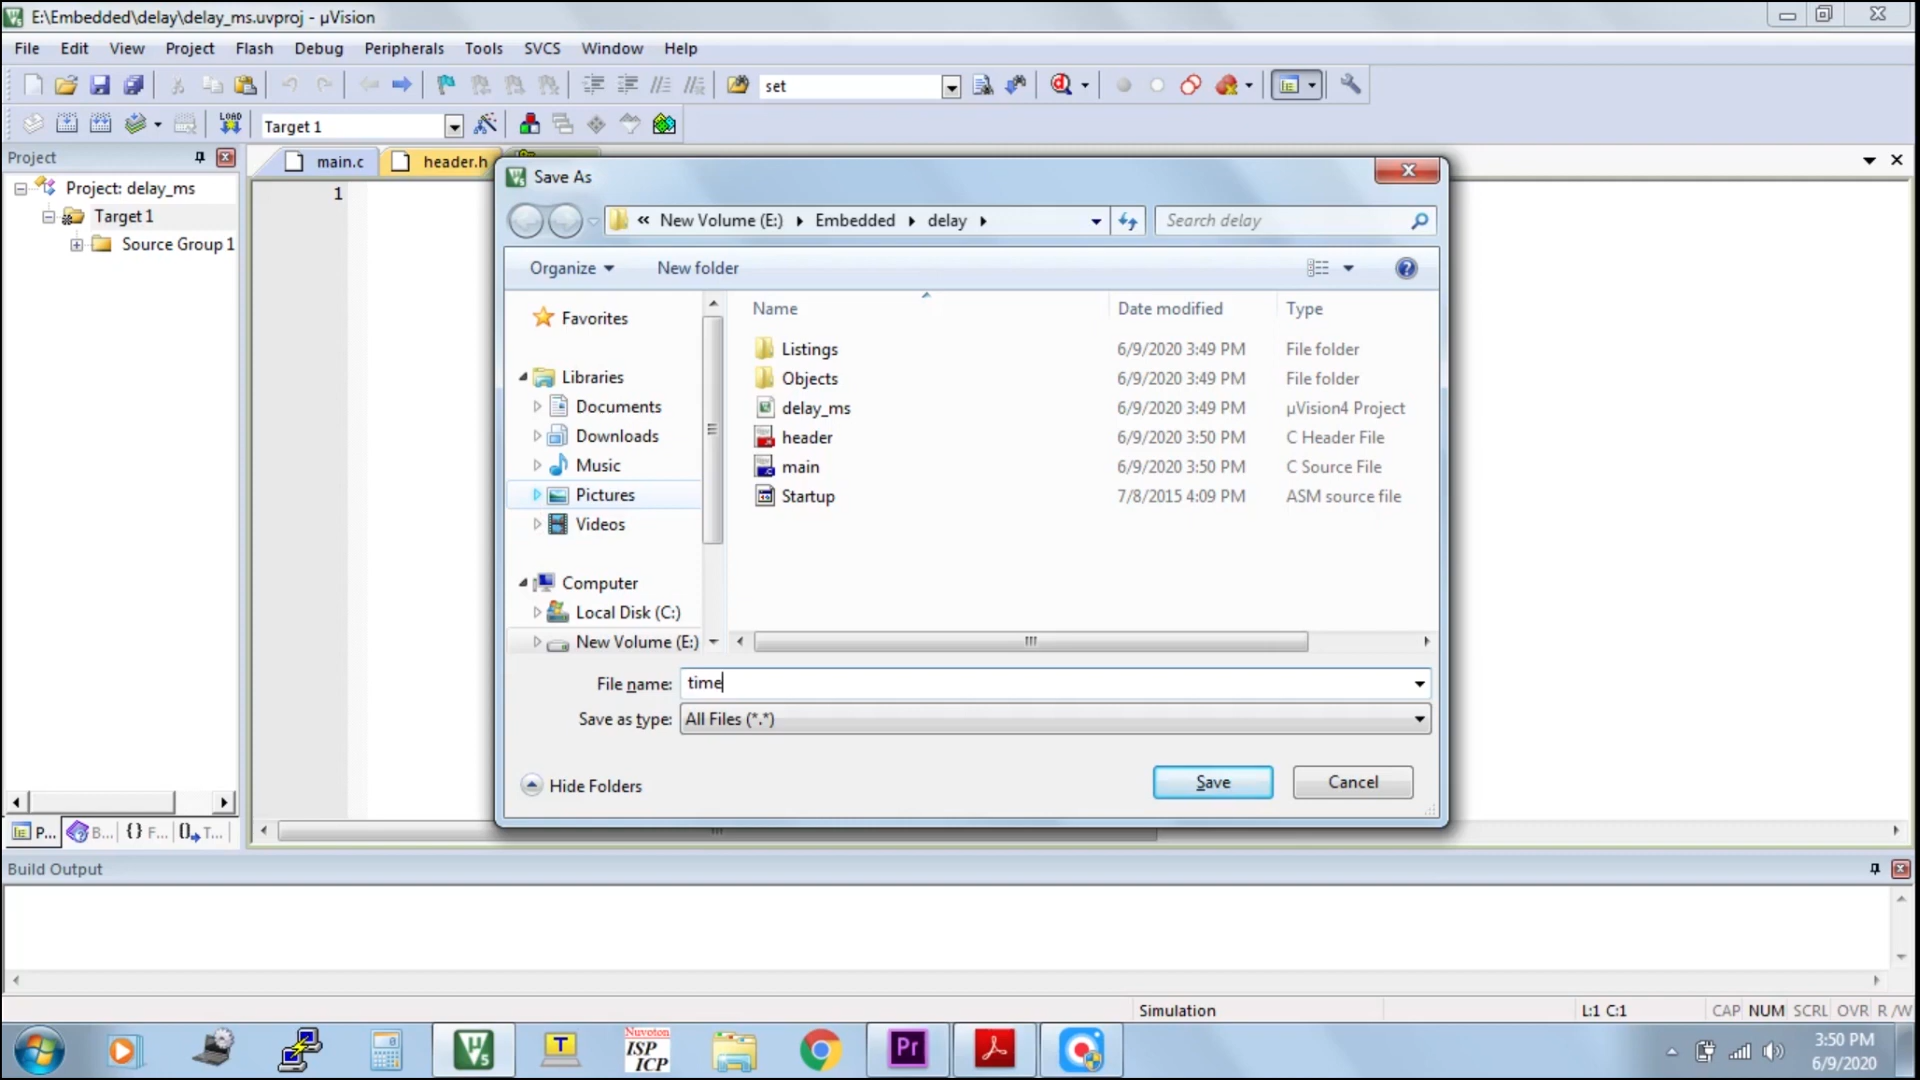 E:\Embedded\delay\delay_ms.uvproj - µVision
File Edit View Project Flash Debug Peripherals Tools SVCS Window Help
set
LOAD
Target 1
Project
main.c
header.h
Project: delay_ms
Target 1
Source Group 1
1
Save As
« New Volume (E:) Embedded delay
Search delay
Organize
New folder
Name Date modified Type
Favorites
Libraries
Documents
Downloads
Music
Pictures
Videos
Computer
Local Disk (C:)
New Volume (E:)
Listings 6/9/2020 3:49 PM File folder
Objects 6/9/2020 3:49 PM File folder
delay_ms 6/9/2020 3:49 PM µVision4 Project
header 6/9/2020 3:50 PM C Header File
main 6/9/2020 3:50 PM C Source File
Startup 7/8/2015 4:09 PM ASM source file
File name: time
Save as type: All Files (*.*)
Hide Folders
Save
Cancel
P... B... {} F... T...
Build Output
Simulation
L:1 C:1
CAP NUM SCRL OVR R/W
Nuvoton
ISP
ICP
T
Pr
3:50 PM
6/9/2020